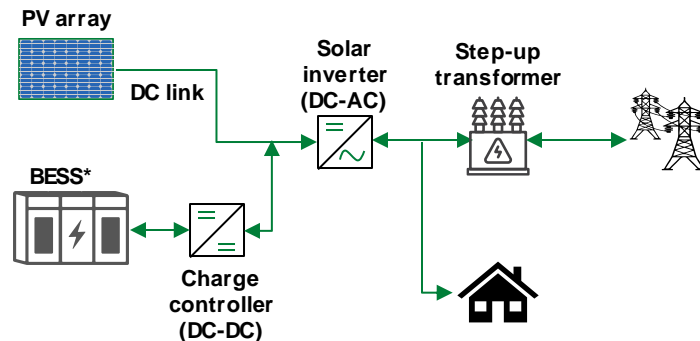 PV array
DC link
Solar
inverter
(DC-AC)
Step-up
transformer
BESS*
Charge
controller
(DC-DC)